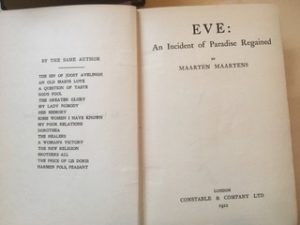 BY THE SAME AUTHOR
THE SIN OF JOOST AVELINGH
AN OLD MAID'S LOVE
A QUESTION OF TASTE
GOD'S FOOL
THE GREATER GLORY
MY LADY NOBODY
HER MEMORY
SOME WOMEN I HAVE KNOWN
MY POOR RELATIONS
DOROTHEA
THE HEALERS
A WOMAN'S VICTORY
THE NEW RELIGION
BROTHERS ALL
THE PRICE OF LIS DORIS
HARMEN POLS, PEASANT
EVE:
An Incident of Paradise Regained
BY
MAARTEN MAARTENS
LONDON
CONSTABLE & COMPANY LTD
1912